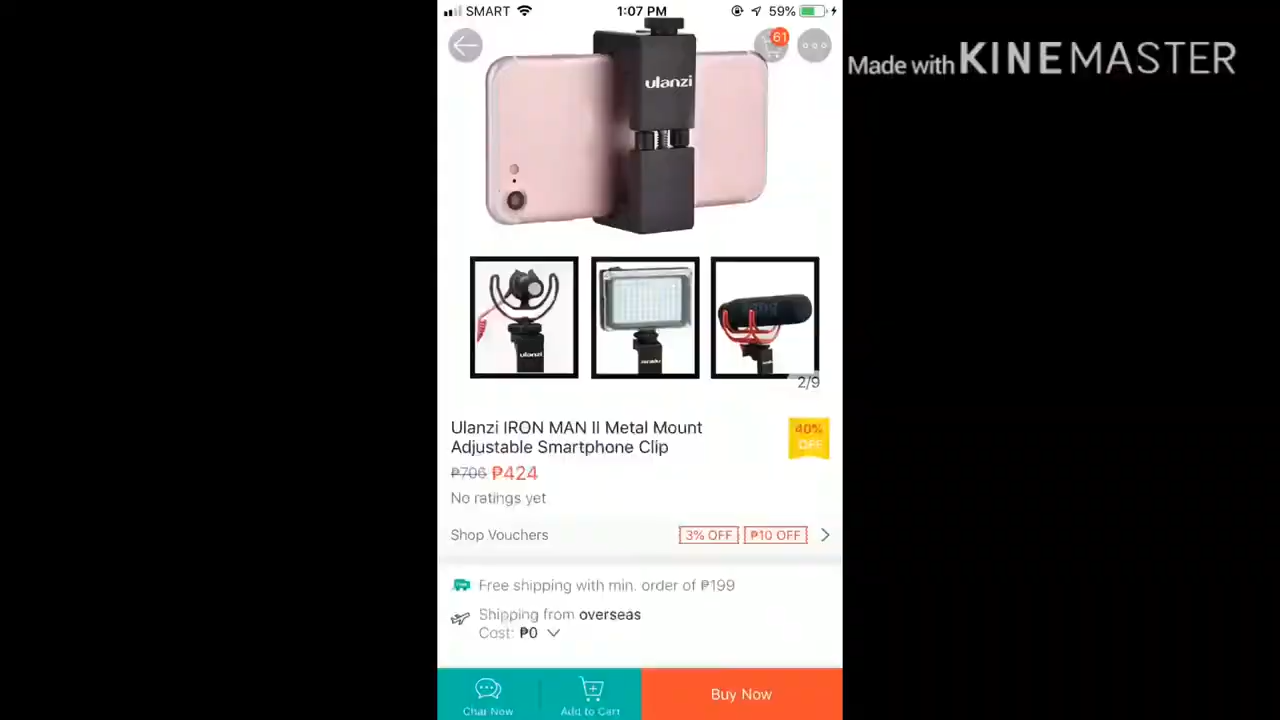 SMART 1:07 PM 59%
61
Made with KINEMASTER
ulanzi
ulanzi
2/9
Ulanzi IRON MAN II Metal Mount
Adjustable Smartphone Clip
40%
OFF
₱706 ₱424
No ratings yet
Shop Vouchers 3% OFF ₱10 OFF
Free shipping with min. order of ₱199
Shipping from overseas
Cost: ₱0
Chat Now Add to Cart Buy Now